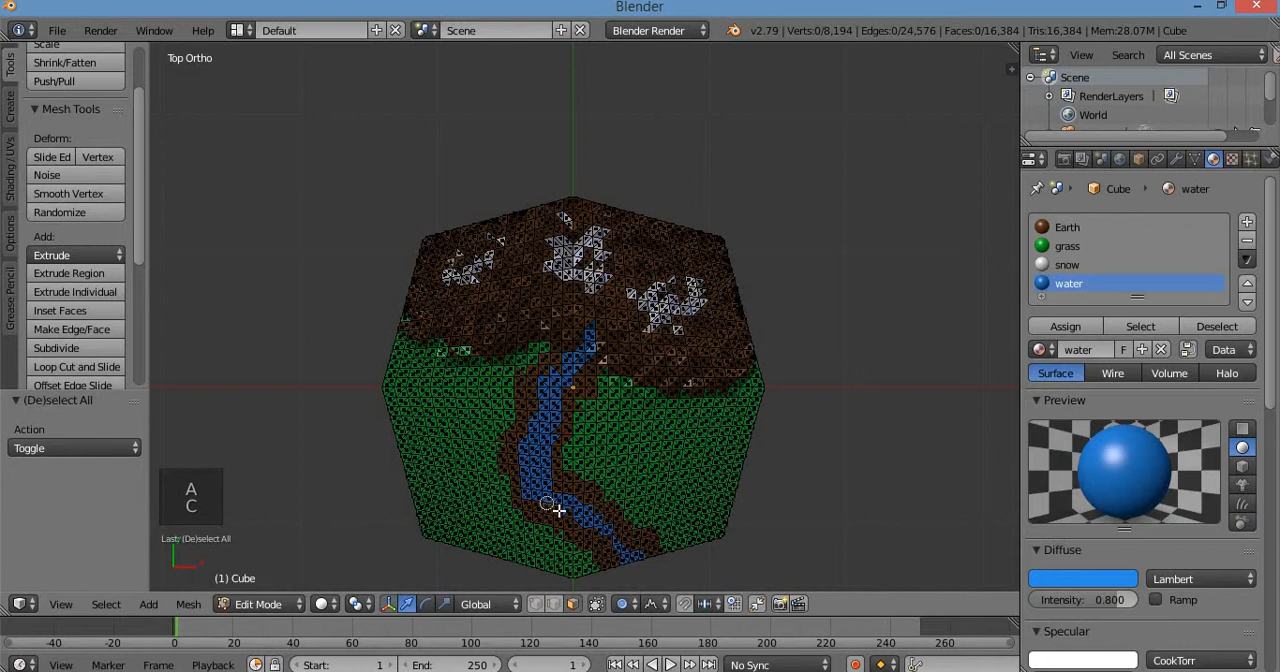 Blender
File Render Window Help Default Scene Blender Render v2.79 | Verts:0/8,194 | Edges:0/24,576 | Faces:0/16,384 | Tris:16,384 | Mem:28.07M | Cube
Tools
Create
Shading / UVs
Options
Grease Pencil
Scale
Shrink/Fatten
Push/Pull
Mesh Tools
Deform:
Slide Ed Vertex
Noise
Smooth Vertex
Randomize
Add:
Extrude
Extrude Region
Extrude Individual
Inset Faces
Make Edge/Face
Subdivide
Loop Cut and Slide
Offset Edge Slide
(De)select All
Action
Toggle
Top Ortho
A
C
Last: (De)select All
(1) Cube
View Select Add Mesh Edit Mode Global
-40 -20 0 20 40 60 80 100 120 140 160 180 200 220 240 260
View Marker Frame Playback Start: 1 End: 250 1 No Sync
View Search All Scenes
Scene
RenderLayers
World
Cube water
Earth
grass
snow
water
Assign Select Deselect
water F Data
Surface Wire Volume Halo
Preview
Diffuse
Lambert
Intensity: 0.800 Ramp
Specular
CookTorr